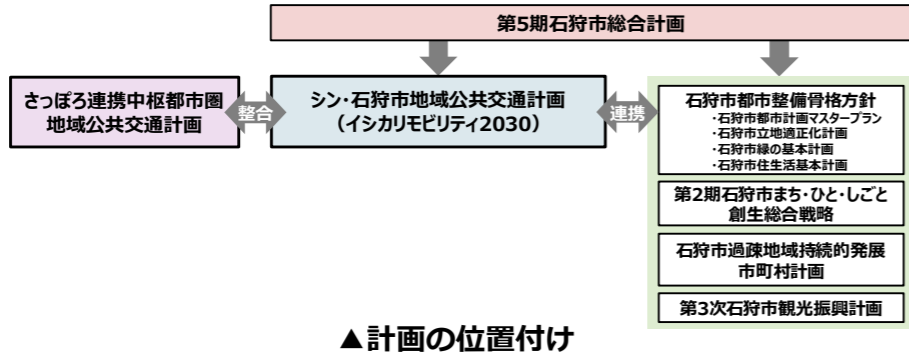 第5期石狩市総合計画
さっぽろ連携中枢都市圏
地域公共交通計画
整合
シン・石狩市地域公共交通計画
（イシカリモビリティ2030）
連携
石狩市都市整備骨格方針
・石狩市都市計画マスタープラン
・石狩市立地適正化計画
・石狩市緑の基本計画
・石狩市住生活基本計画
第2期石狩市まち・ひと・しごと
創生総合戦略
石狩市過疎地域持続的発展
市町村計画
第3次石狩市観光振興計画
▲計画の位置付け